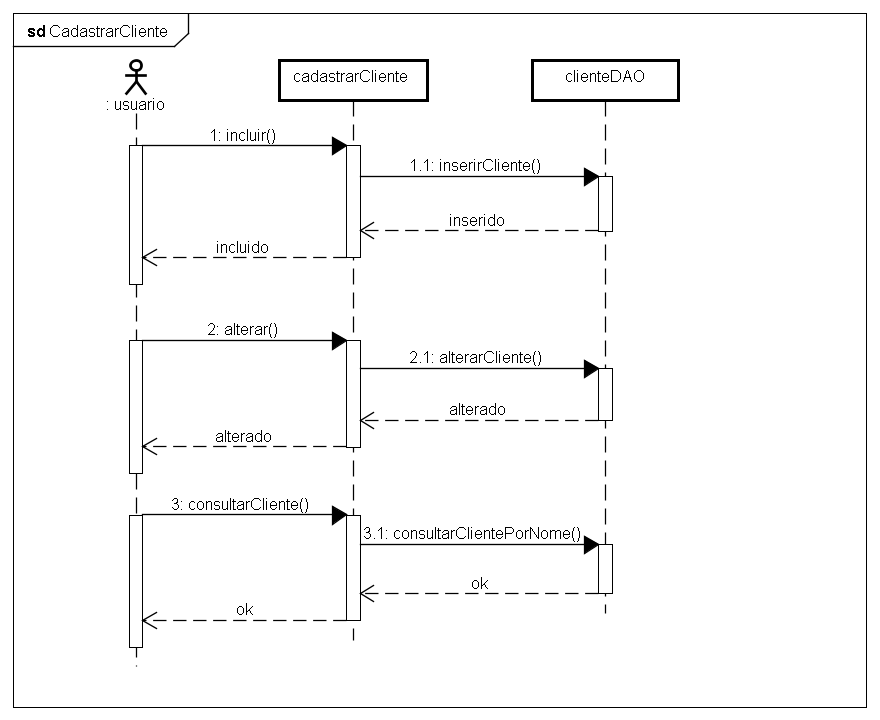 sd CadastrarCliente
: usuario
cadastrarCliente
clienteDAO
1: incluir()
1.1: inserirCliente()
inserido
incluido
2: alterar()
2.1: alterarCliente()
alterado
alterado
3: consultarCliente()
3.1: consultarClientePorNome()
ok
ok